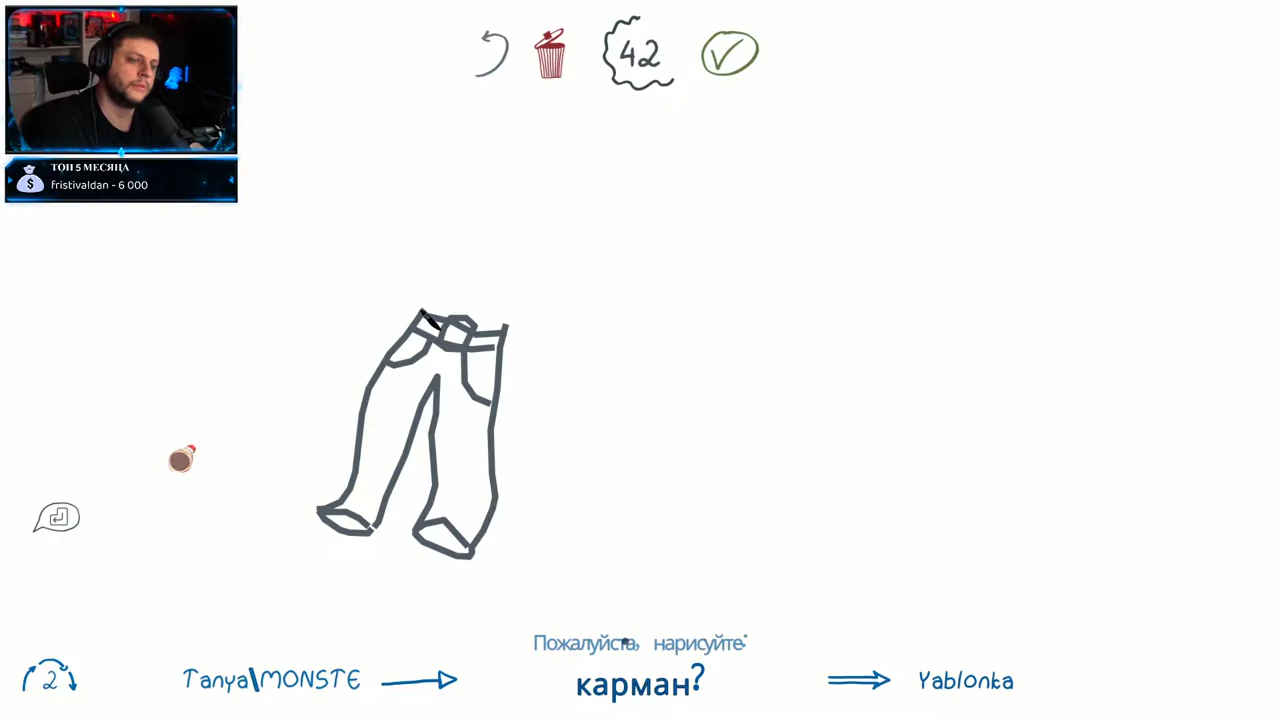 42
ТОП 5 МЕСЯЦА
$ fristivaldan - 6 000
Пожалуйста, нарисуйте:
2 Tanya\MONSTE карман? Yablonka